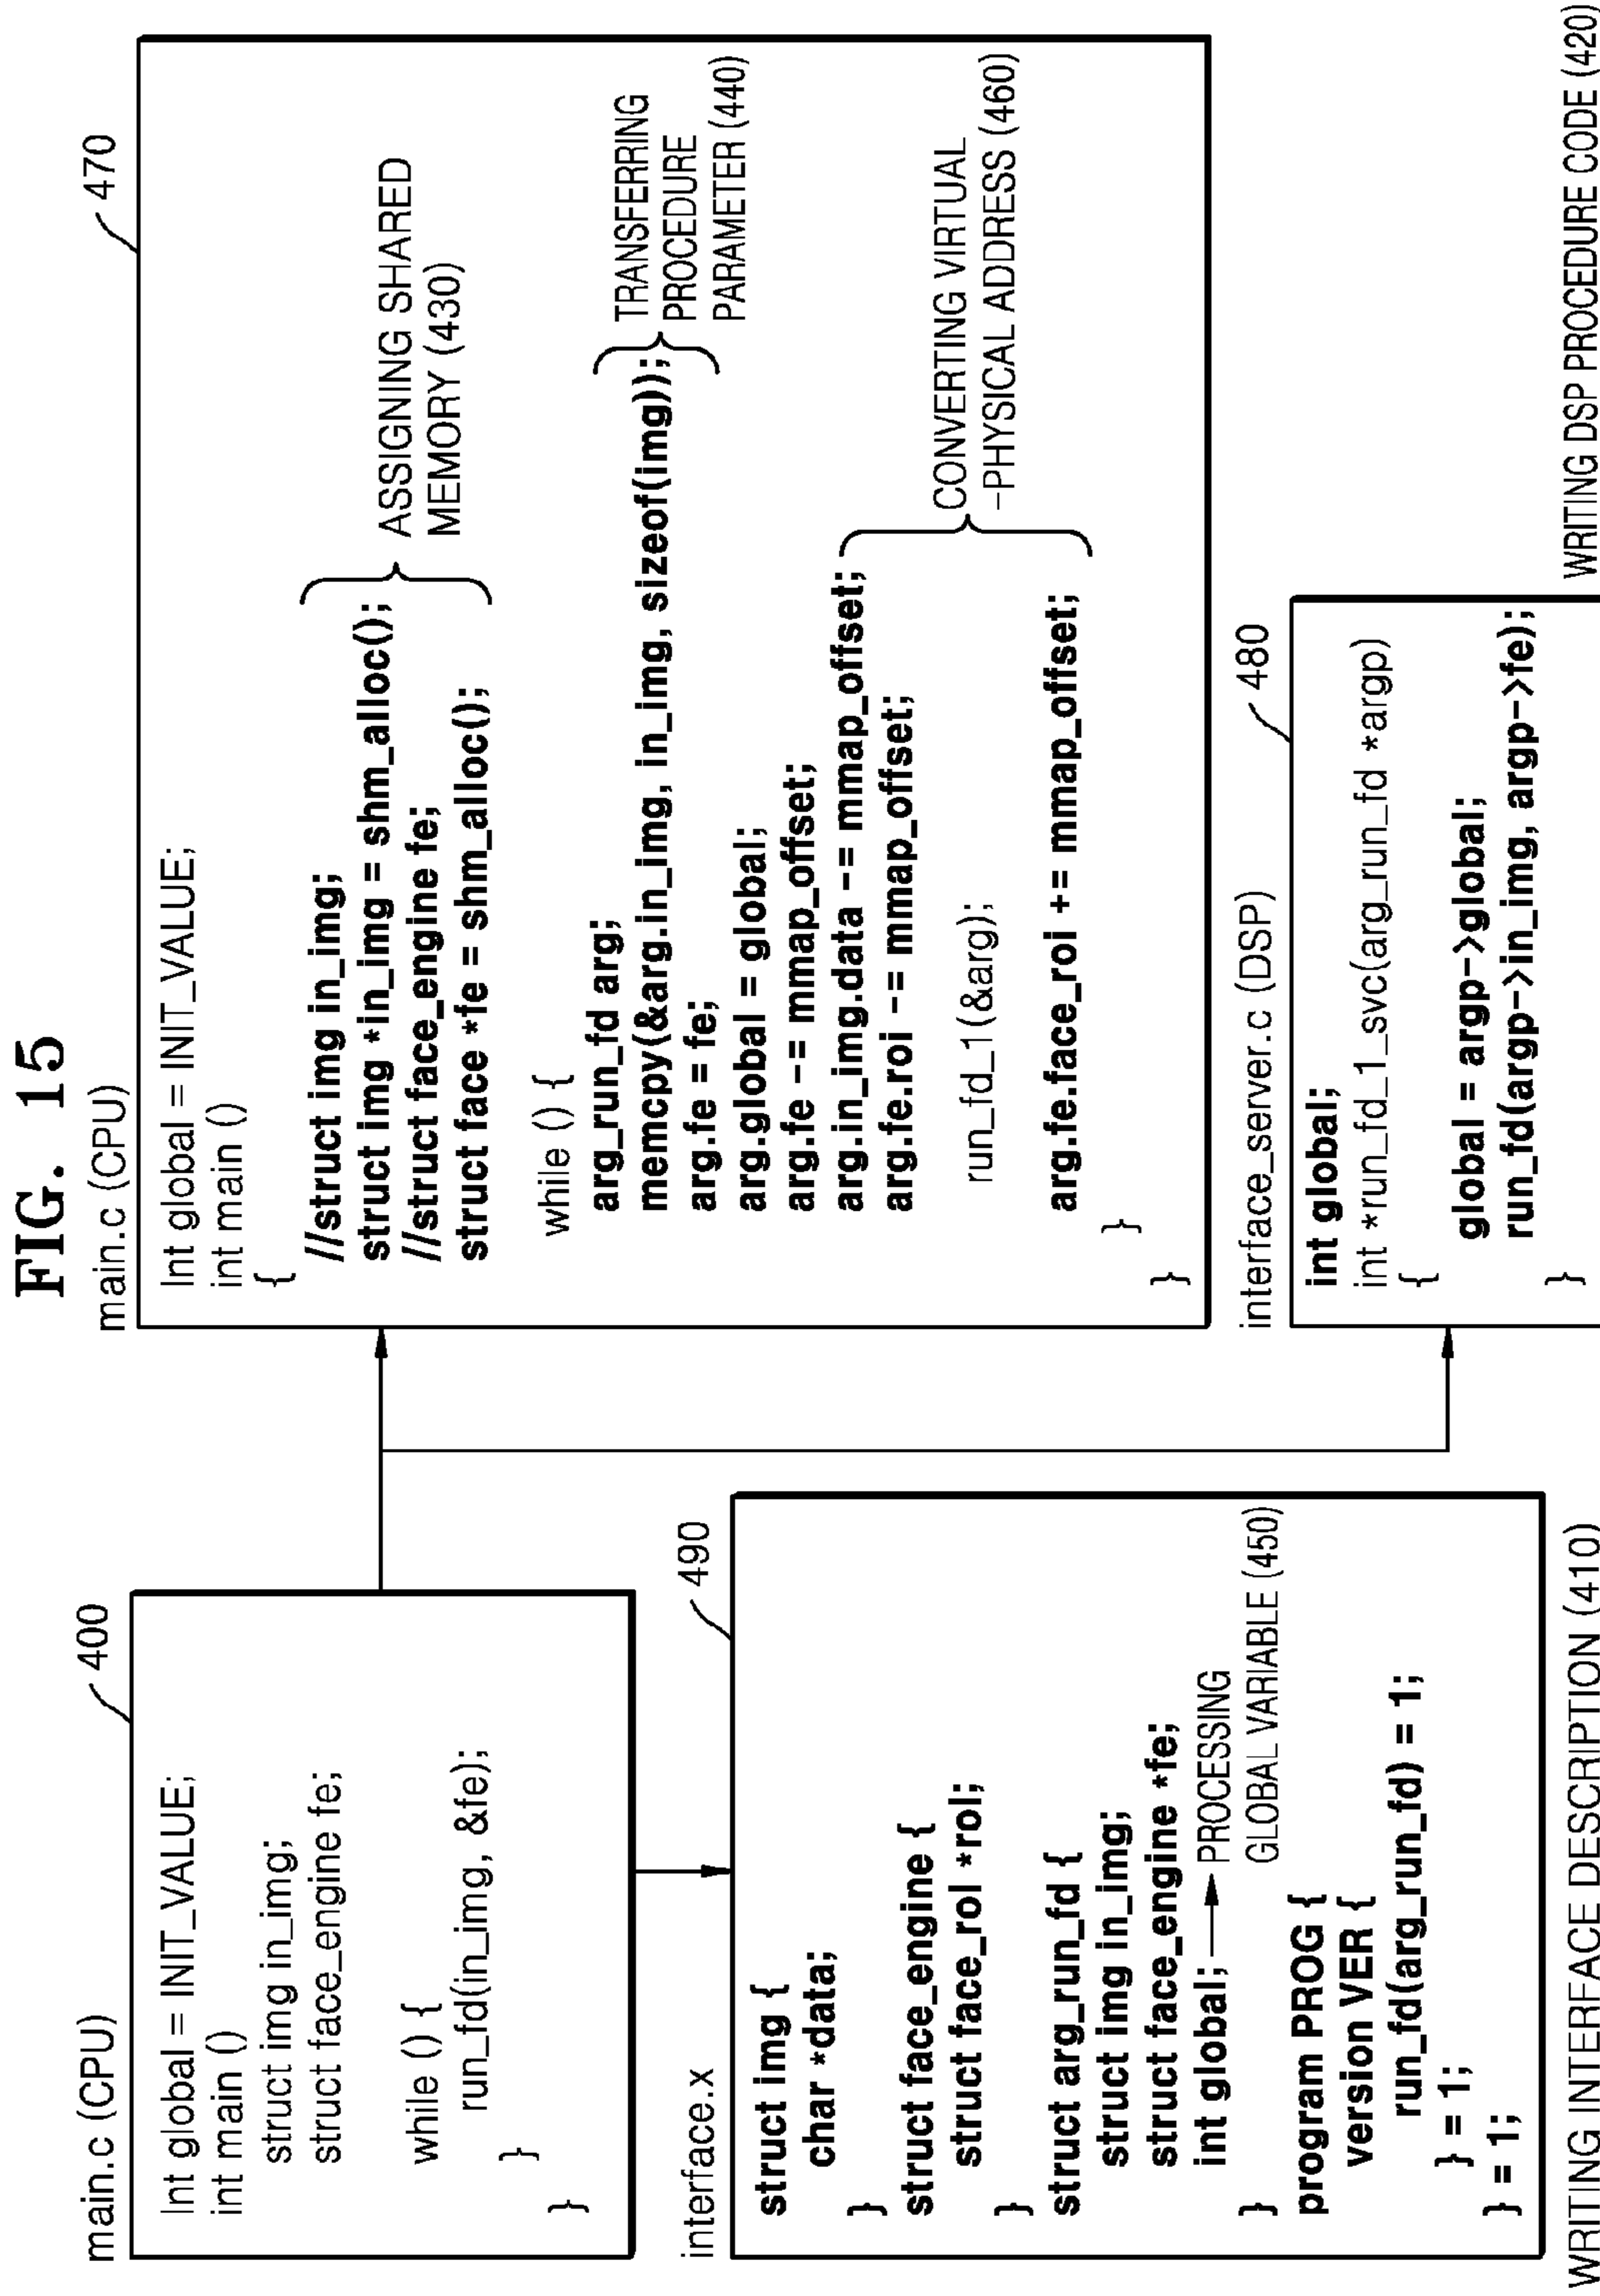 FIG. 15
main.c (CPU)
400
Int global = INIT_VALUE;
int main ()
struct img in_img;
struct face_engine fe;
while () {
run_fd(in_img, &fe);
}
}
interface.x
490
struct img {
char *data;
}
struct face_engine {
struct face_rol *rol;
}
struct arg_run_fd {
struct img in_img;
struct face_engine *fe;
int global;
PROCESSING
GLOBAL VARIABLE (450)
}
program PROG {
version VER {
run_fd(arg_run_fd) = 1;
} = 1;
} = 1;
WRITING INTERFACE DESCRIPTION (410)
main.c (CPU)
470
Int global = INIT_VALUE;
int main ()
{
//struct img in_img;
struct img *in_img = shm_alloc();
//struct face_engine fe;
struct face *fe = shm_alloc();
ASSIGNING SHARED
MEMORY (430)
while () {
arg_run_fd arg;
memcpy(&arg.in_img, in_img, sizeof(img));
arg.fe = fe;
TRANSFERRING
PROCEDURE
PARAMETER (440)
arg.global = global;
arg.fe -= mmap_offset;
arg.in_img.data -= mmap_offset;
arg.fe.roi -= mmap_offset;
run_fd_1(&arg);
arg.fe.face_roi += mmap_offset;
CONVERTING VIRTUAL
-PHYSICAL ADDRESS (460)
}
}
interface_server.c (DSP)
480
int global;
int *run_fd_1_svc(arg_run_fd *argp)
{
global = argp->global;
run_fd(argp->in_img, argp->fe);
}
WRITING DSP PROCEDURE CODE (420)